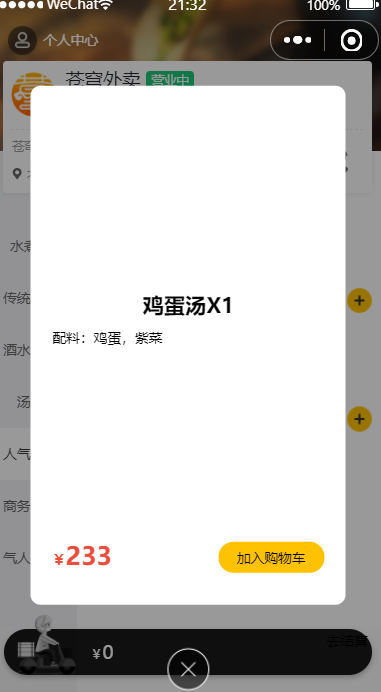 WeChat 21:32 100%
个人中心
苍穹外卖 营业中
苍穹
水煮
传统
酒水
汤
人气
商务
气人
鸡蛋汤X1
配料：鸡蛋，紫菜
¥233 加入购物车
¥0 去结算